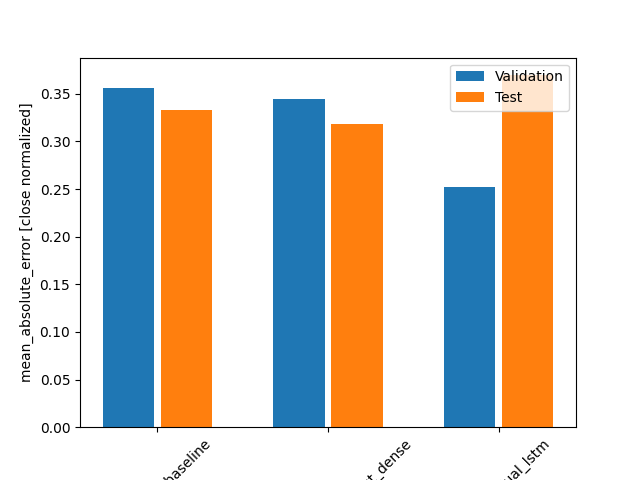 mean_absolute_error [close normalized]
0.35
0.30
0.25
0.20
0.15
0.10
0.05
0.00
Validation
Test
baseline
t_dense
ual_lstm